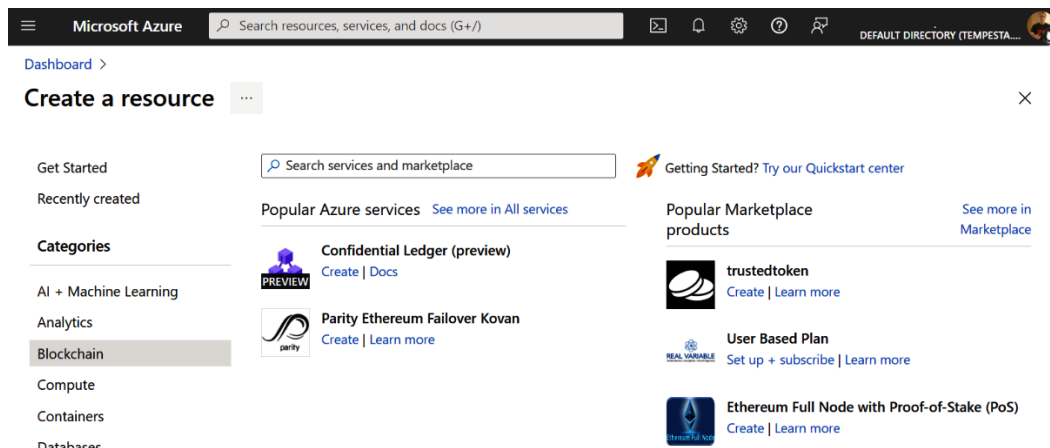 Microsoft Azure
Search resources, services, and docs (G+/)
DEFAULT DIRECTORY (TEMPESTA....
Dashboard >
Create a resource ...
Get Started
Recently created
Categories
AI + Machine Learning
Analytics
Blockchain
Compute
Containers
Databases
Search services and marketplace
Popular Azure services See more in All services
PREVIEW
Confidential Ledger (preview)
Create | Docs
parity
Parity Ethereum Failover Kovan
Create | Learn more
Getting Started? Try our Quickstart center
Popular Marketplace
products
See more in
Marketplace
trustedtoken
Create | Learn more
REAL VARIABLE
User Based Plan
Set up + subscribe | Learn more
Ethereum Full Node
Ethereum Full Node with Proof-of-Stake (PoS)
Create | Learn more